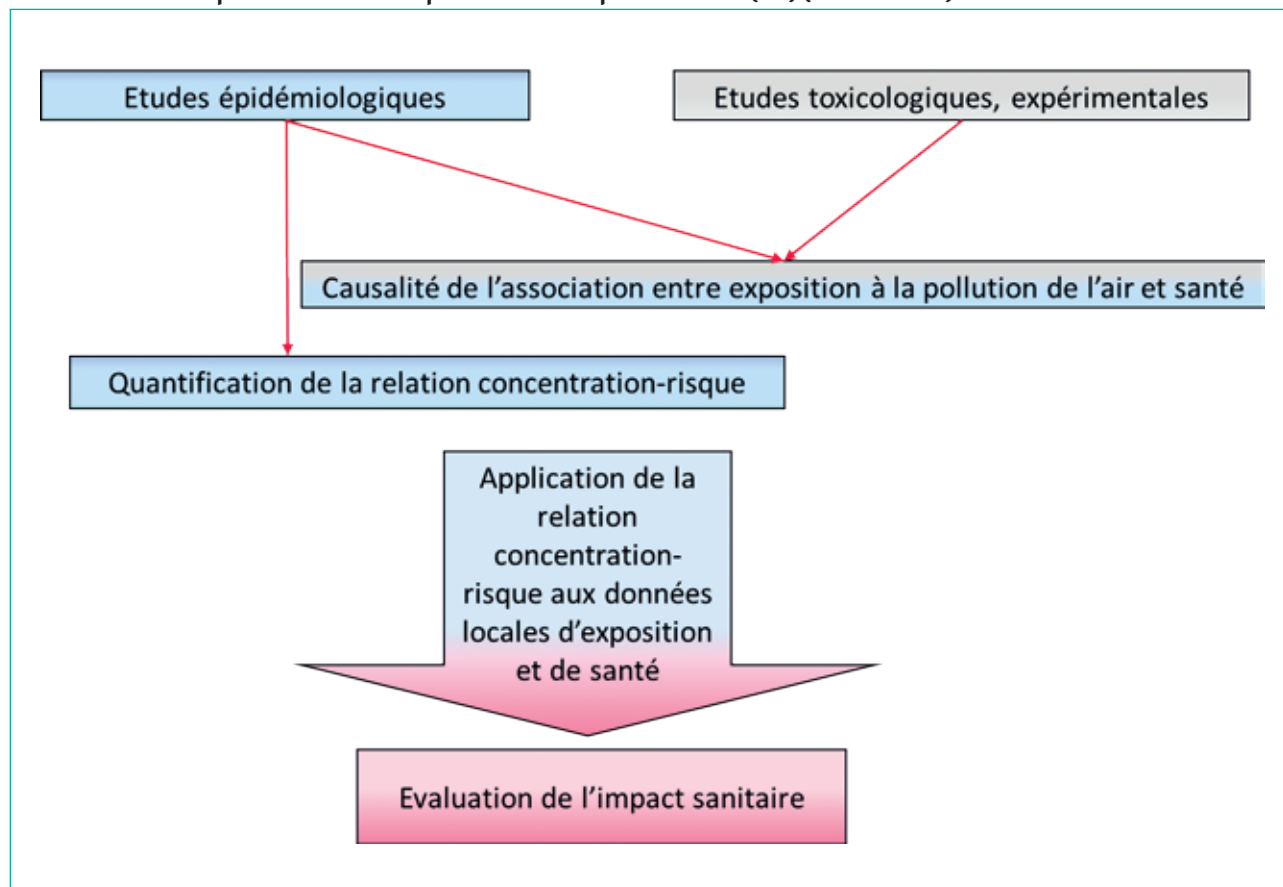 Etudes épidémiologiques
Etudes toxicologiques, expérimentales
Causalité de l’association entre exposition à la pollution de l’air et santé
Quantification de la relation concentration-risque
Application de la
relation
concentration-
risque aux données
locales d’exposition
et de santé
Evaluation de l’impact sanitaire